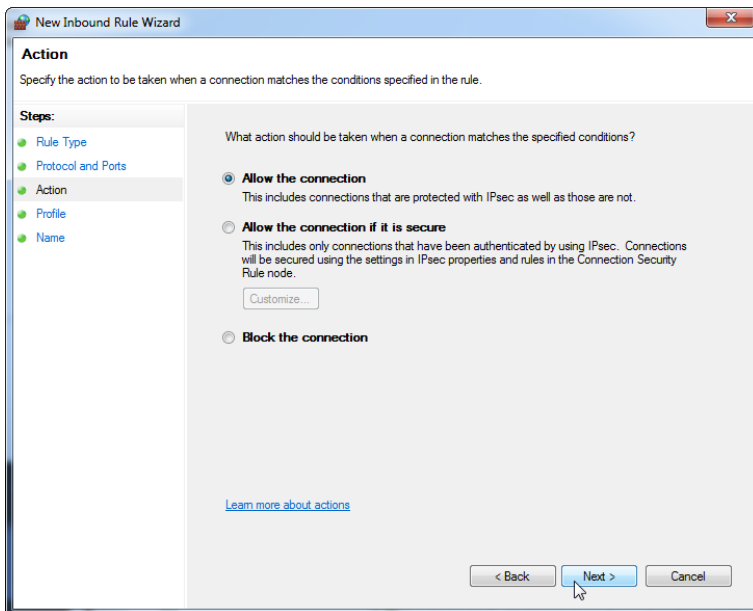 New Inbound Rule Wizard
Action
Specify the action to be taken when a connection matches the conditions specified in the rule.
Steps:
Rule Type
Protocol and Ports
Action
Profile
Name
What action should be taken when a connection matches the specified conditions?
Allow the connection
This includes connections that are protected with IPsec as well as those are not.
Allow the connection if it is secure
This includes only connections that have been authenticated by using IPsec. Connections
will be secured using the settings in IPsec properties and rules in the Connection Security
Rule node.
Customize...
Block the connection
Learn more about actions
< Back
Next >
Cancel